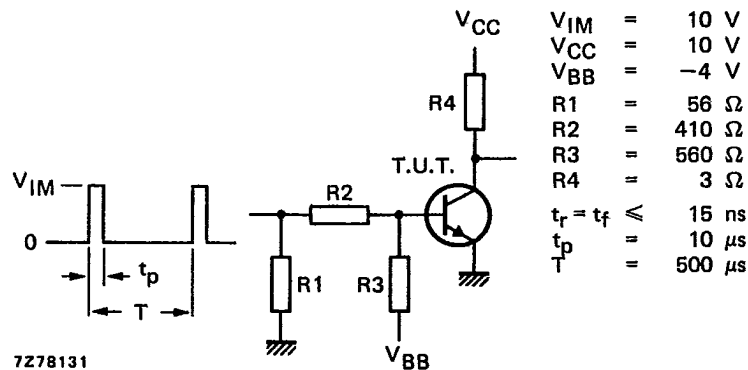 V_CC
R4
T.U.T.
V_IM
0
R2
t_p
T
R1
R3
V_BB
7Z78131
V_IM = 10 V
V_CC = 10 V
V_BB = −4 V
R1 = 56 Ω
R2 = 410 Ω
R3 = 560 Ω
R4 = 3 Ω
t_r = t_f ⩽ 15 ns
t_p = 10 μs
T = 500 μs